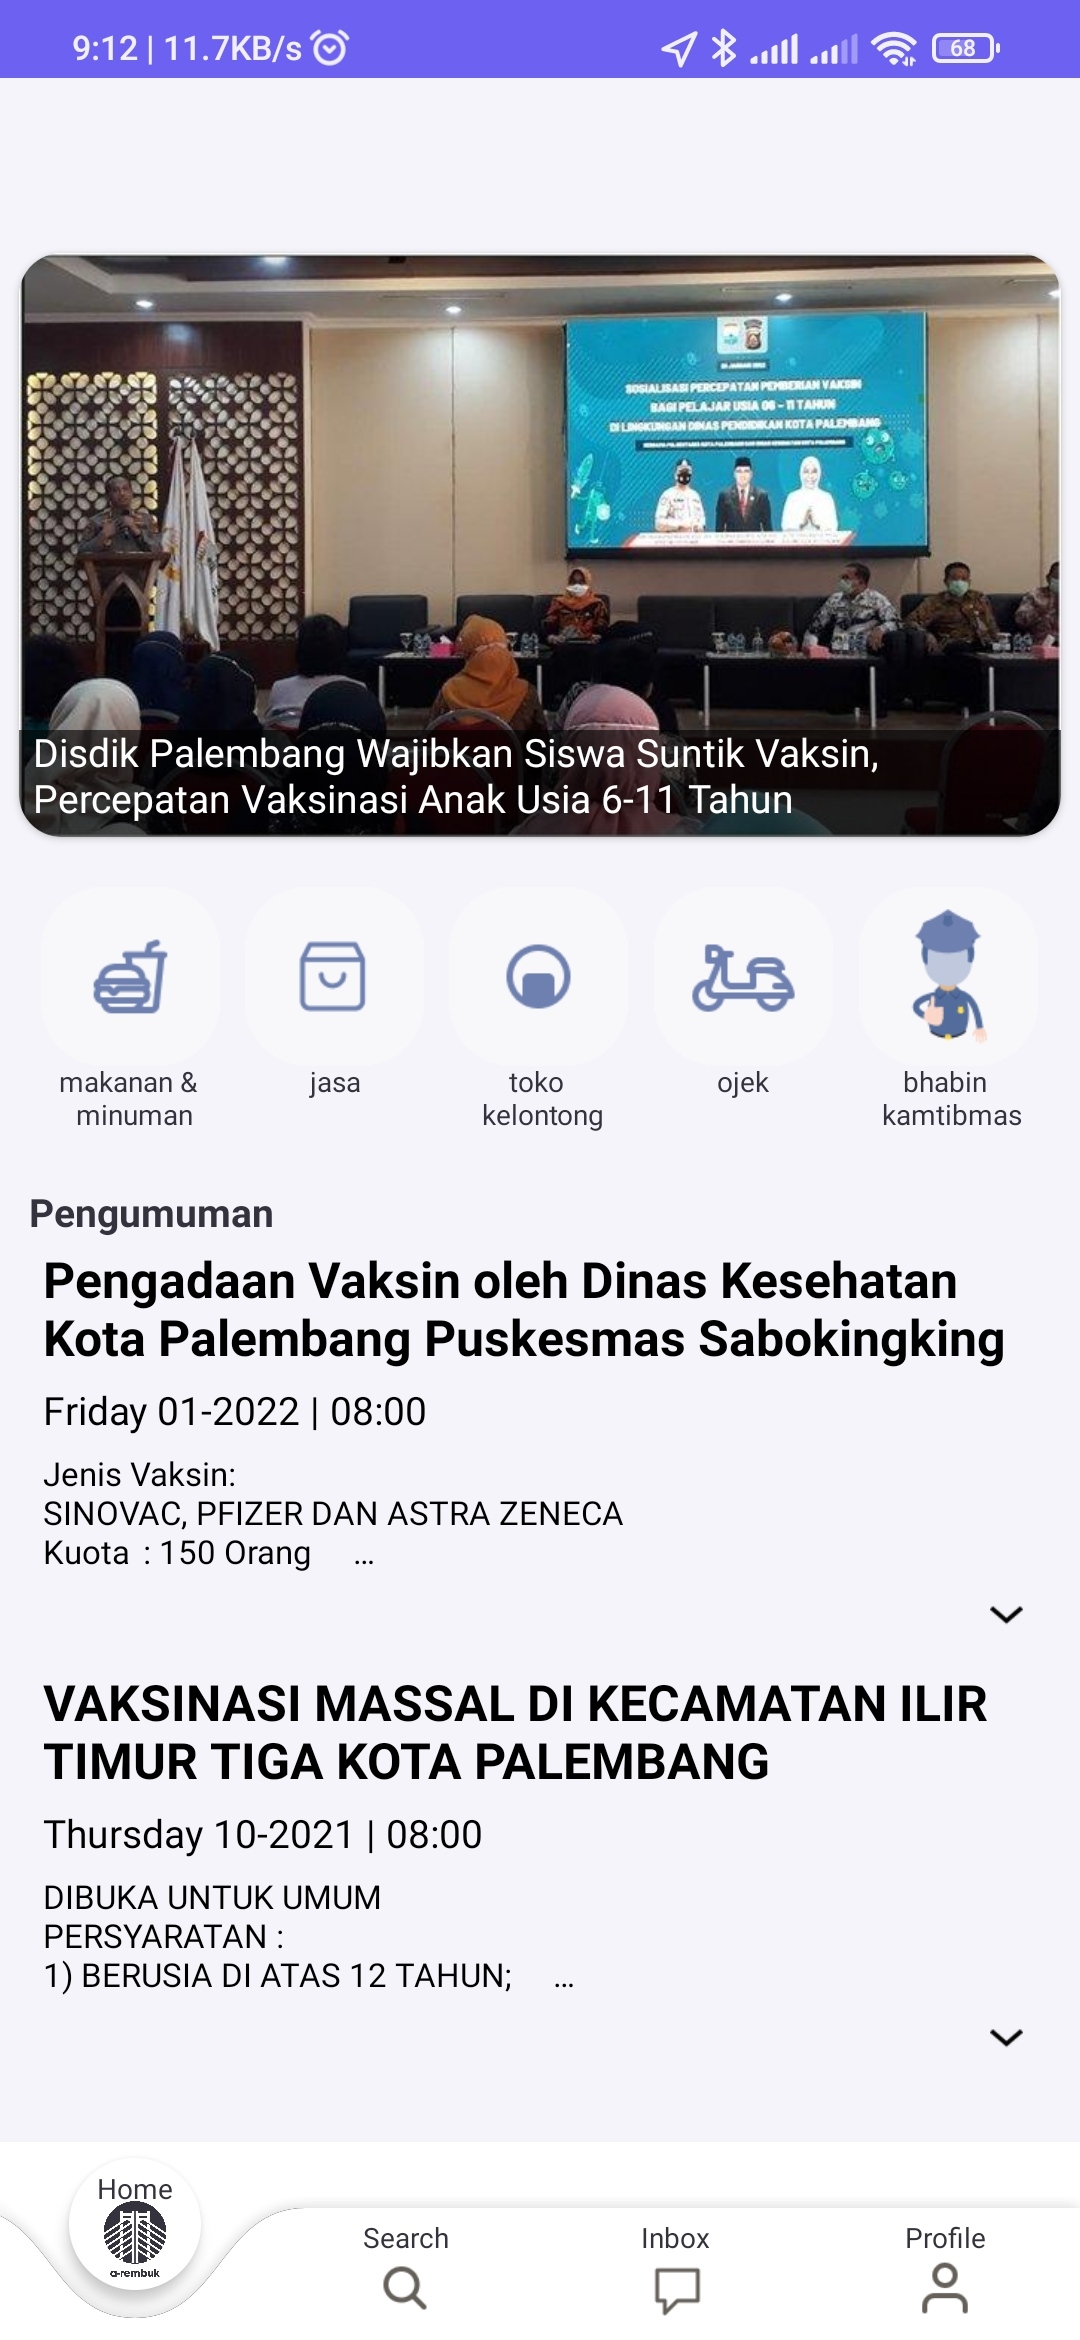 9:12 | 11.7KB/s
68
SOSIALISASI PERCEPATAN PEMBERIAN VAKSIN
BAGI PELAJAR USIA 06 - 11 TAHUN
DI LINGKUNGAN DINAS PENDIDIKAN KOTA PALEMBANG
Disdik Palembang Wajibkan Siswa Suntik Vaksin,
Percepatan Vaksinasi Anak Usia 6-11 Tahun
makanan &
minuman
jasa
toko
kelontong
ojek
bhabin
kamtibmas
Pengumuman
Pengadaan Vaksin oleh Dinas Kesehatan
Kota Palembang Puskesmas Sabokingking
Friday 01-2022 | 08:00
Jenis Vaksin:
SINOVAC, PFIZER DAN ASTRA ZENECA
Kuota : 150 Orang ...
VAKSINASI MASSAL DI KECAMATAN ILIR
TIMUR TIGA KOTA PALEMBANG
Thursday 10-2021 | 08:00
DIBUKA UNTUK UMUM
PERSYARATAN :
1) BERUSIA DI ATAS 12 TAHUN; ...
Home
a-rembuk
Search
Inbox
Profile